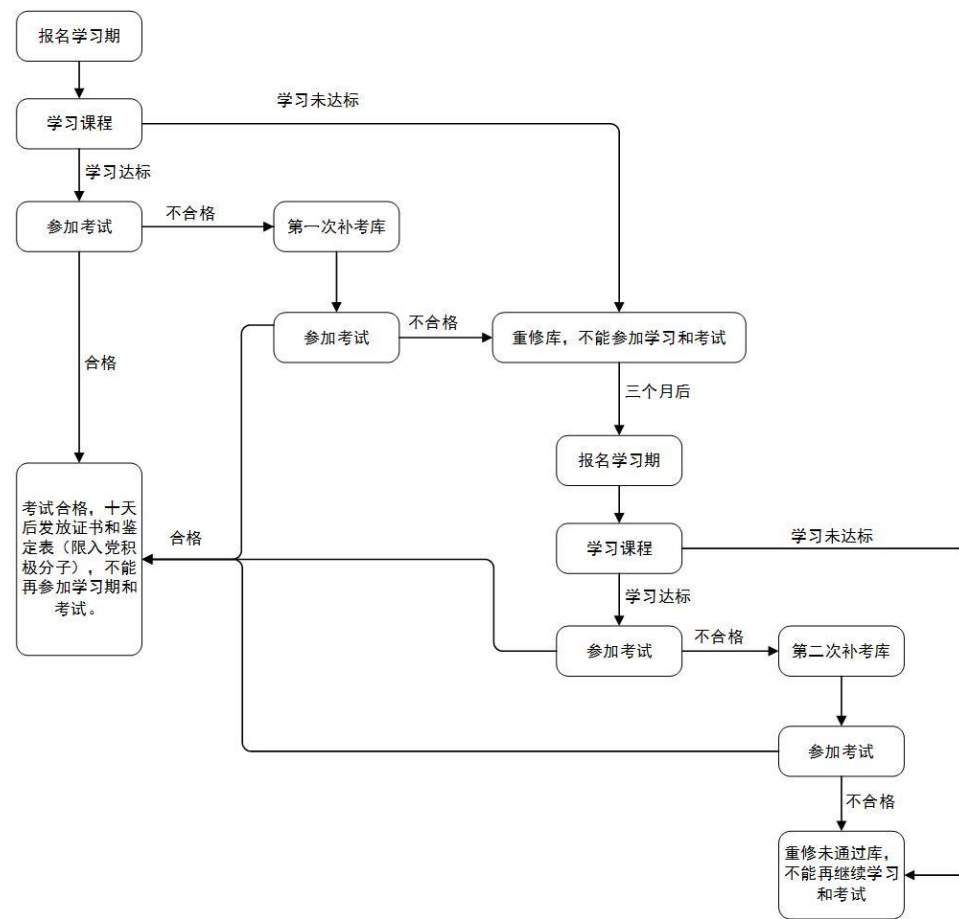 报名学习期
学习未达标
学习课程
学习达标
参加考试
不合格
第一次补考库
参加考试
不合格
重修库，不能参加学习和考试
合格
三个月后
报名学习期
考试合格，十天
后发放证书和鉴
定表（限入党积
极分子），不能
再参加学习期和
考试。
合格
学习课程
学习未达标
学习达标
参加考试
不合格
第二次补考库
参加考试
不合格
重修未通过库，
不能再继续学习
和考试